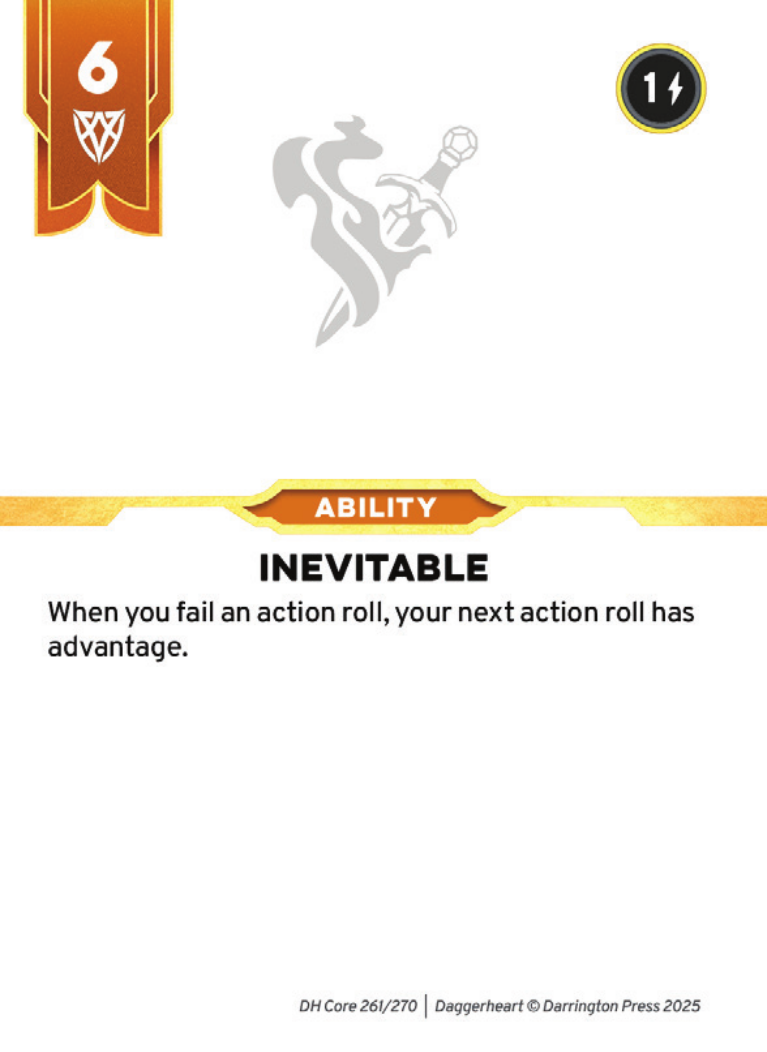 6
1
ABILITY
INEVITABLE
When you fail an action roll, your next action roll has
advantage.
DH Core 261/270 | Daggerheart © Darrington Press 2025